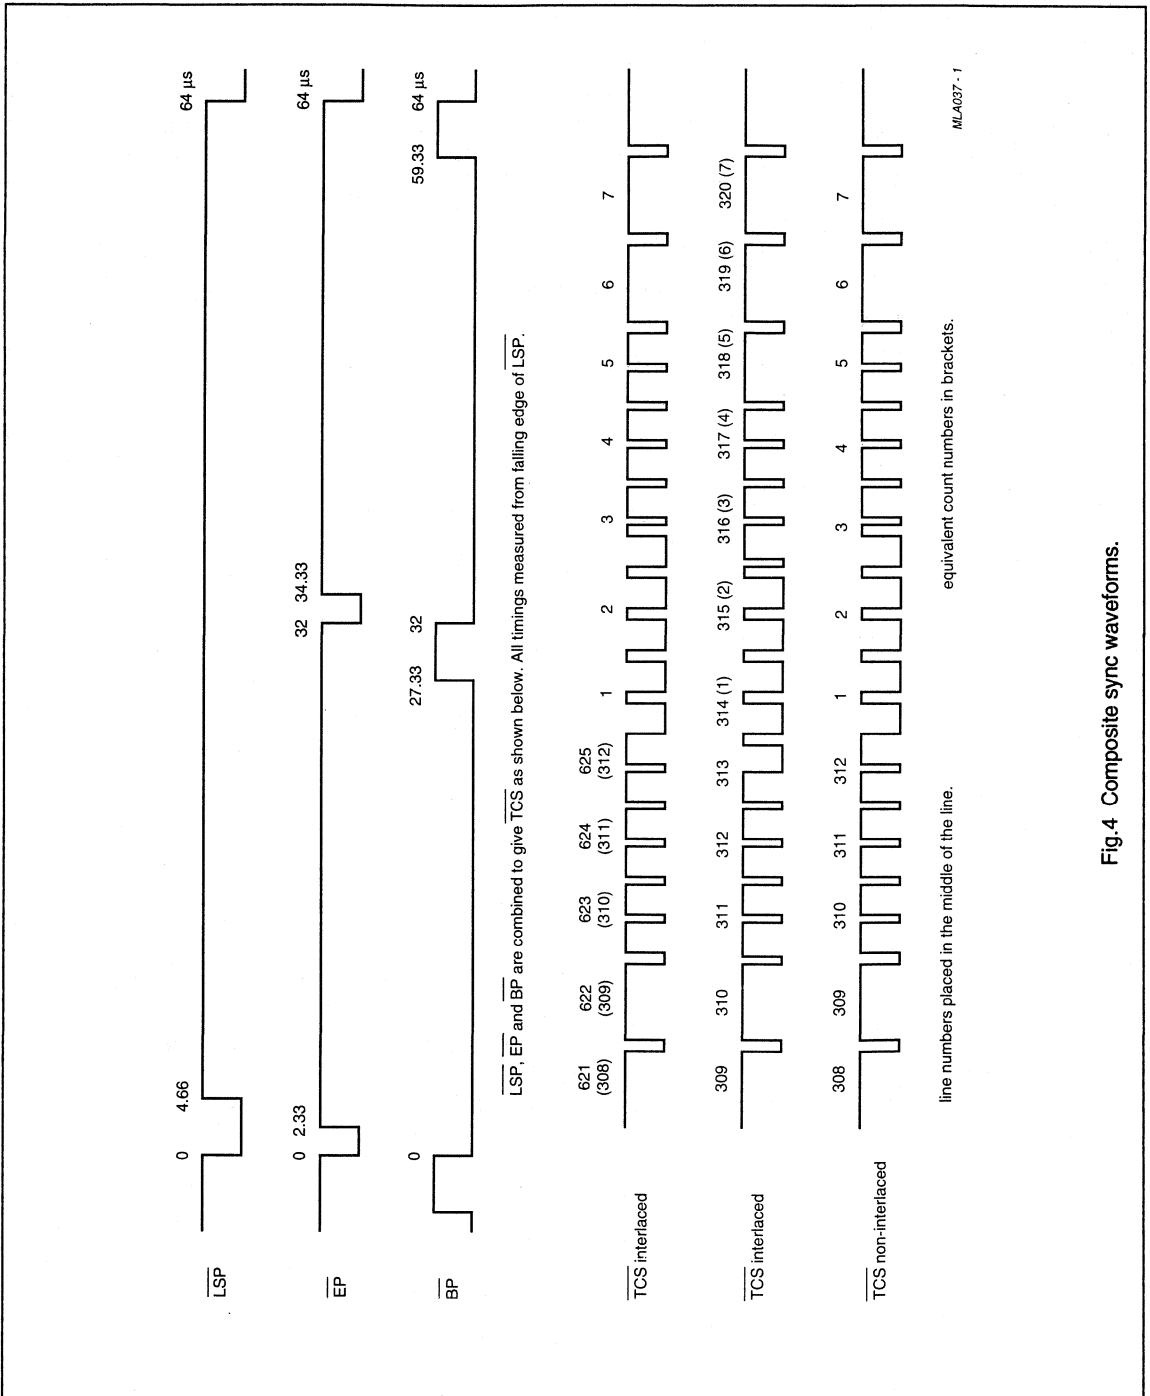 LSP 0 4.66 64 µs
EP 0 2.33 32 34.33 64 µs
BP 0 27.33 32 59.33 64 µs
LSP, EP and BP are combined to give TCS as shown below. All timings measured from falling edge of LSP.
621 622 623 624 625
(308) (309) (310) (311) (312) 1 2 3 4 5 6 7
TCS interlaced
309 310 311 312 313 314 (1) 315 (2) 316 (3) 317 (4) 318 (5) 319 (6) 320 (7)
TCS interlaced
308 309 310 311 312 1 2 3 4 5 6 7
TCS non-interlaced
line numbers placed in the middle of the line. equivalent count numbers in brackets.
MLA037 - 1
Fig.4 Composite sync waveforms.